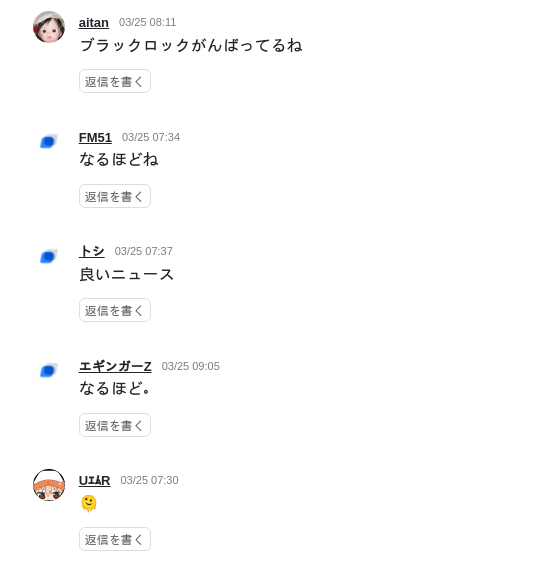 aitan 03/25 08:11
ブラックロックがんばってるね
返信を書く
FM51 03/25 07:34
なるほどね
返信を書く
トシ 03/25 07:37
良いニュース
返信を書く
エギンガーZ 03/25 09:05
なるほど。
返信を書く
03/25 07:30
🫠
返信を書く